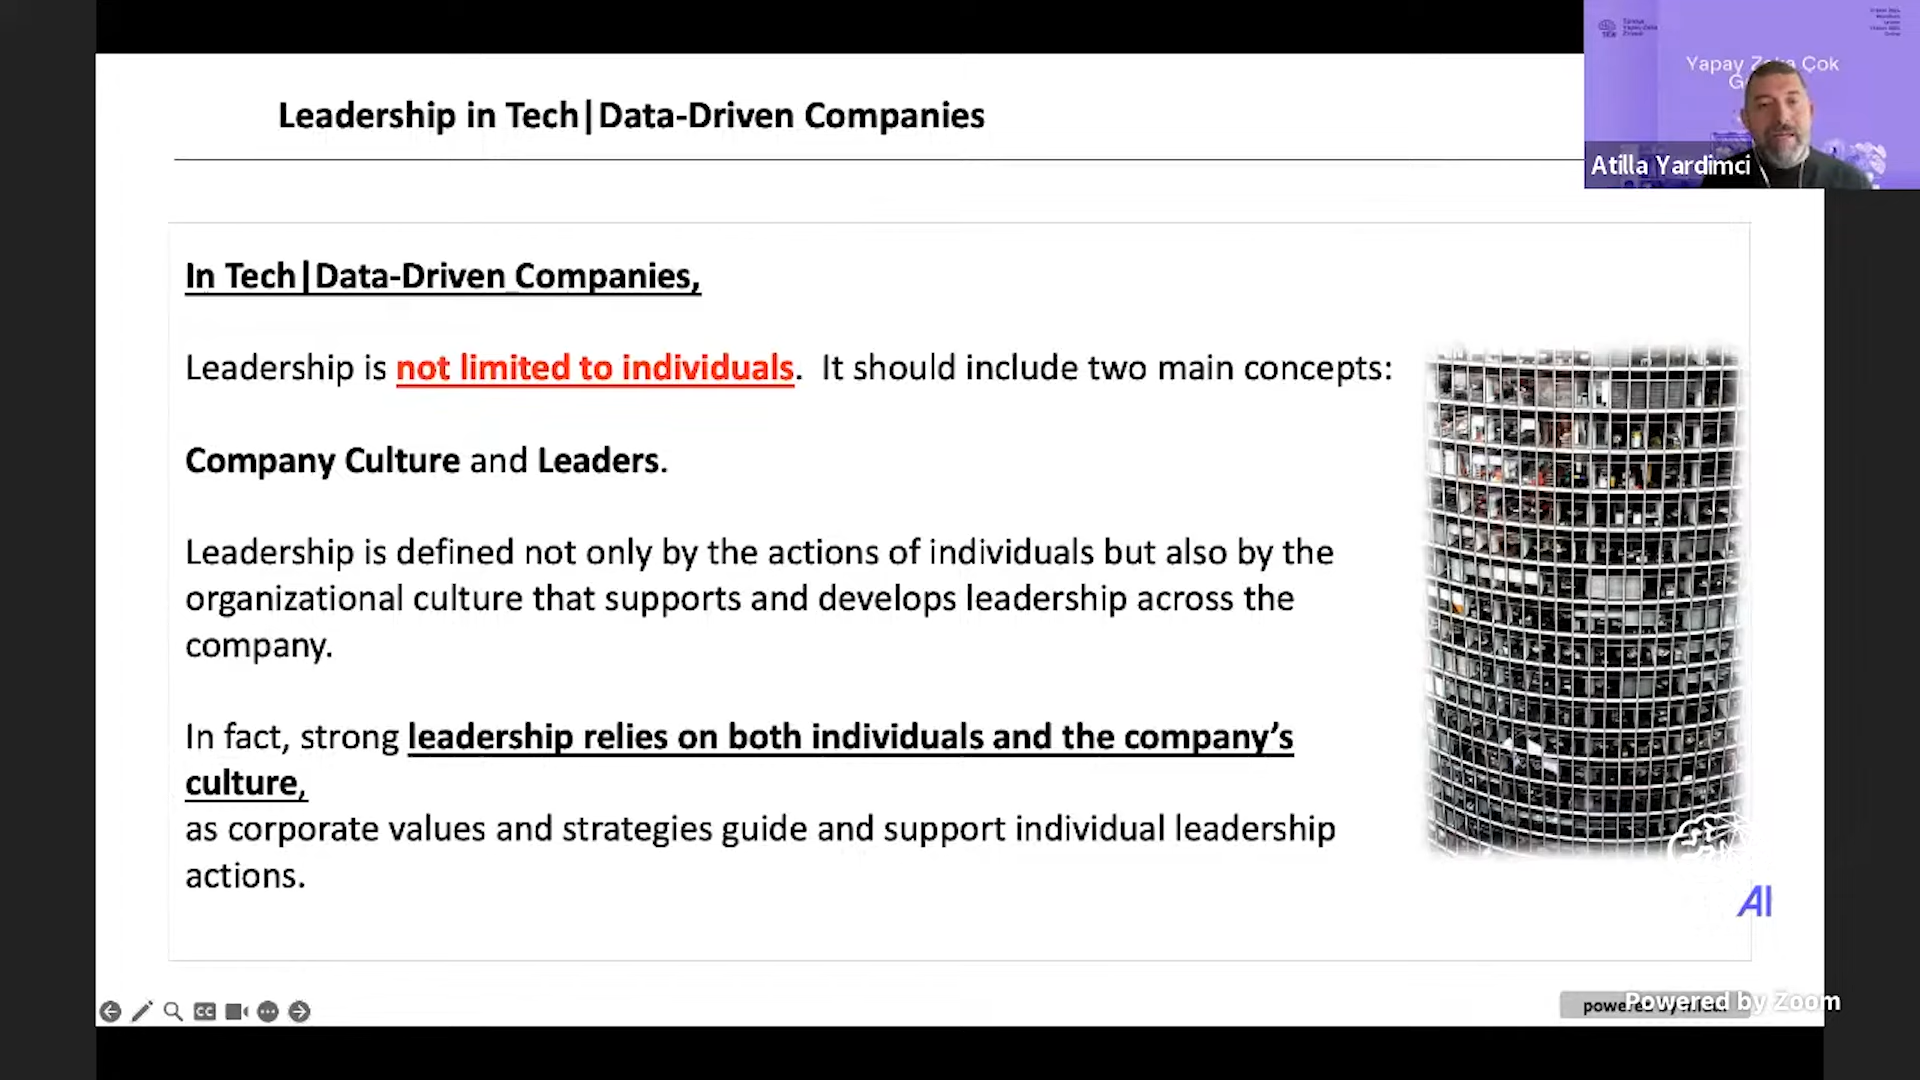 Leadership in Tech|Data-Driven Companies
Yapay Zeka Çok
Atilla Yardimci
In Tech|Data-Driven Companies,
Leadership is not limited to individuals.  It should include two main concepts:
Company Culture and Leaders.
Leadership is defined not only by the actions of individuals but also by the
organizational culture that supports and develops leadership across the
company.
In fact, strong leadership relies on both individuals and the company’s
culture,
as corporate values and strategies guide and support individual leadership
actions.
AI
CC
powered by
Powered by Zoom